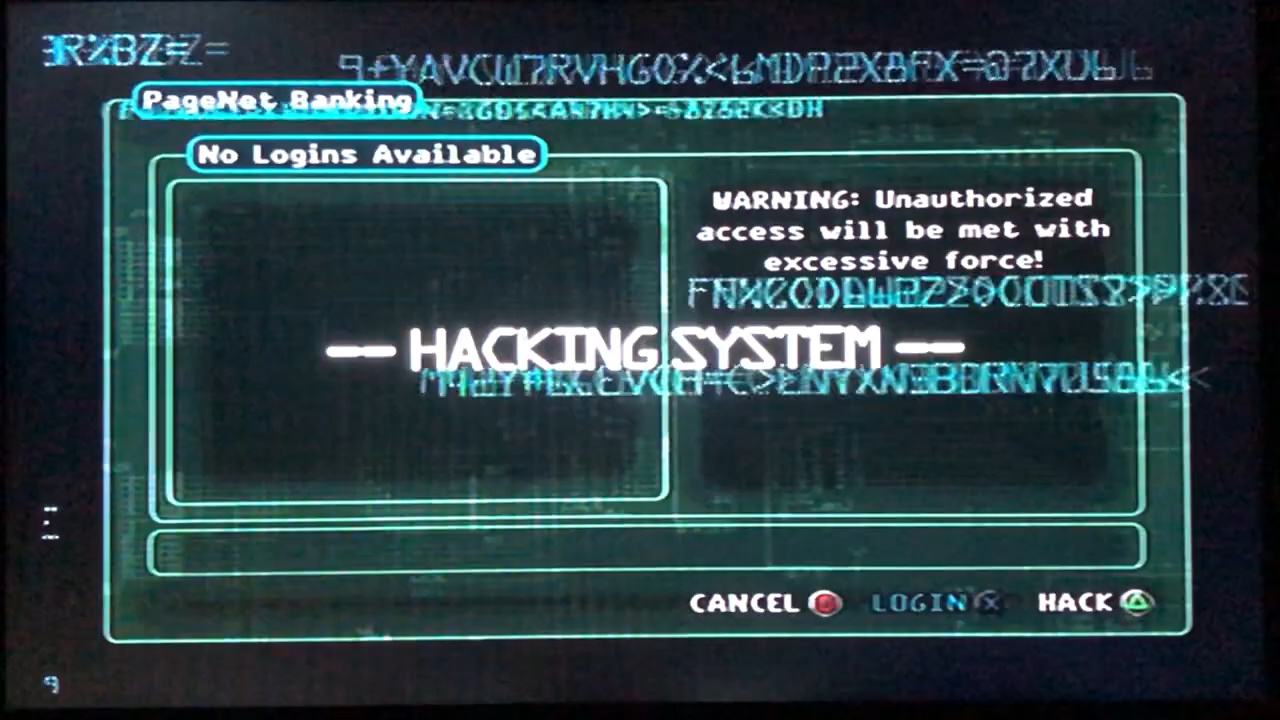 PageNet Banking
No Logins Available
WARNING: Unauthorized
access will be met with
excessive force!
-- HACKING SYSTEM --
CANCEL LOGIN HACK